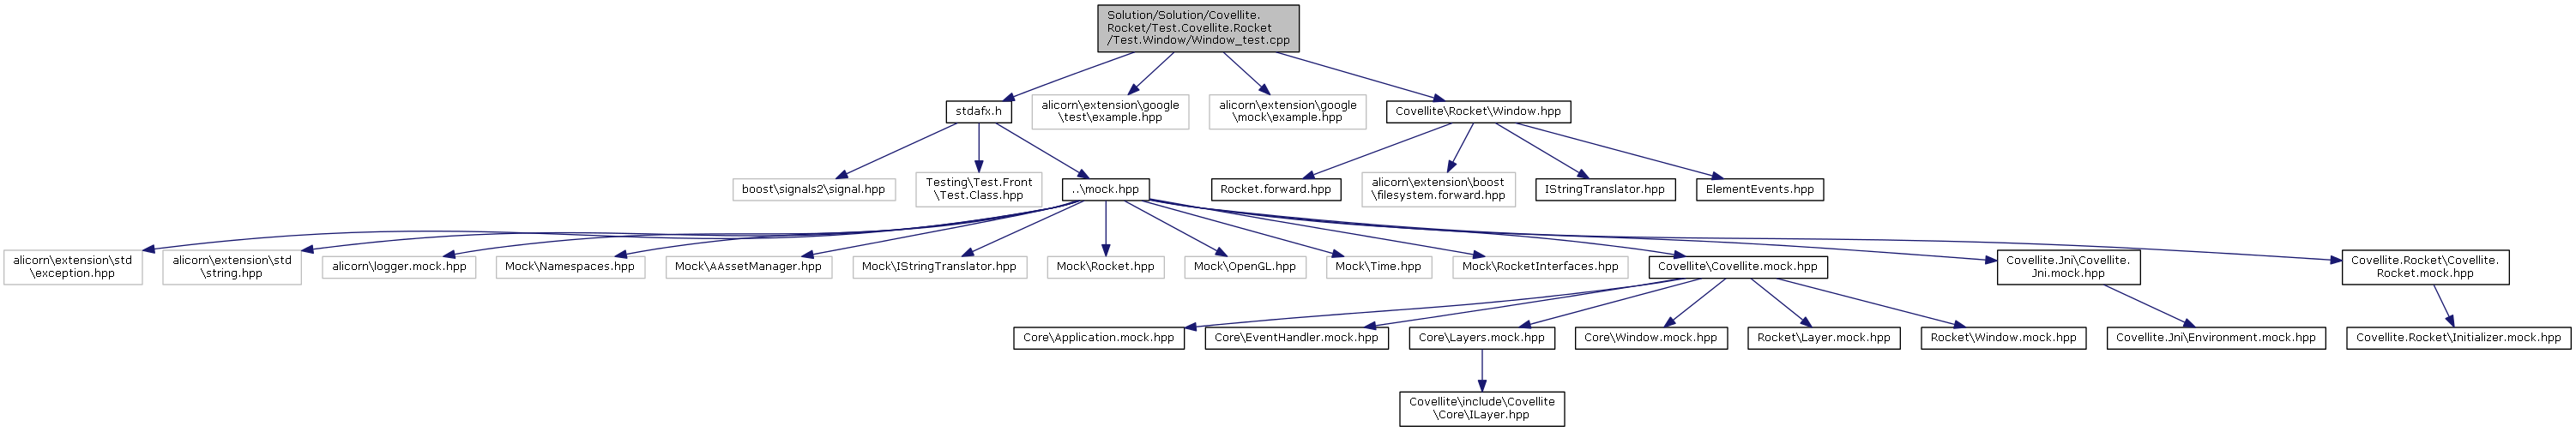 Solution/Solution/Covellite.
Rocket/Test.Covellite.Rocket
/Test.Window/Window_test.cpp
stdafx.h
alicorn\extension\google
\test\example.hpp
alicorn\extension\google
\mock\example.hpp
Covellite\Rocket\Window.hpp
boost\signals2\signal.hpp
Testing\Test.Front
\Test.Class.hpp
..\mock.hpp
Rocket.forward.hpp
alicorn\extension\boost
\filesystem.forward.hpp
IStringTranslator.hpp
ElementEvents.hpp
alicorn\extension\std
\exception.hpp
alicorn\extension\std
\string.hpp
alicorn\logger.mock.hpp
Mock\Namespaces.hpp
Mock\AAssetManager.hpp
Mock\IStringTranslator.hpp
Mock\Rocket.hpp
Mock\OpenGL.hpp
Mock\Time.hpp
Mock\RocketInterfaces.hpp
Covellite\Covellite.mock.hpp
Covellite.Jni\Covellite.
Jni.mock.hpp
Covellite.Rocket\Covellite.
Rocket.mock.hpp
Core\Application.mock.hpp
Core\EventHandler.mock.hpp
Core\Layers.mock.hpp
Core\Window.mock.hpp
Rocket\Layer.mock.hpp
Rocket\Window.mock.hpp
Covellite.Jni\Environment.mock.hpp
Covellite.Rocket\Initializer.mock.hpp
Covellite\include\Covellite
\Core\ILayer.hpp